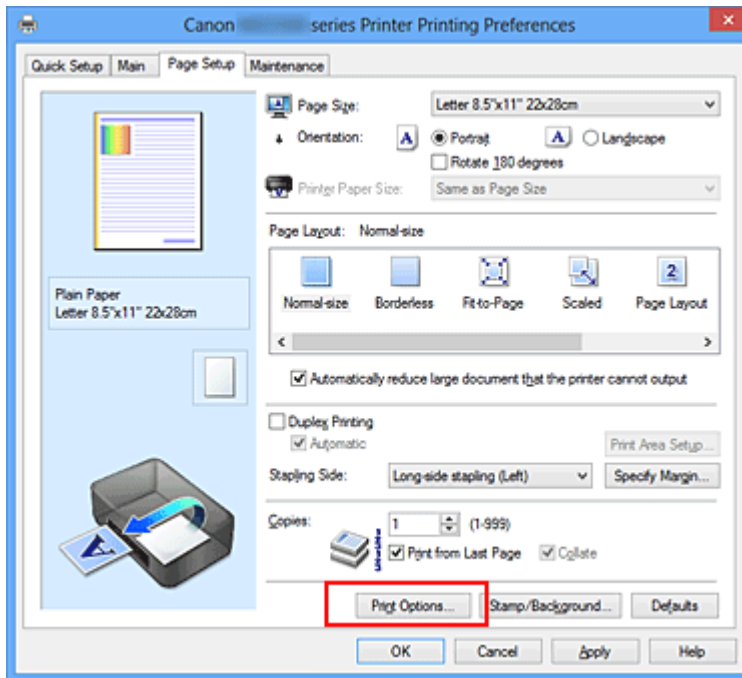 Canon series Printer Printing Preferences
Quick Setup Main Page Setup Maintenance
Page Size: Letter 8.5"x11" 22x28cm
Orientation: A Portrait A Landscape
Rotate 180 degrees
Printer Paper Size: Same as Page Size
Page Layout: Normal-size
2
Normal-size Borderless Fit-to-Page Scaled Page Layout
Plain Paper
Letter 8.5"x11" 22x28cm
Automatically reduce large document that the printer cannot output
Duplex Printing
Automatic Print Area Setup...
Stapling Side: Long-side stapling (Left) Specify Margin...
Copies: 1 (1-999)
Print from Last Page Collate
A
Print Options... Stamp/Background... Defaults
OK Cancel Apply Help